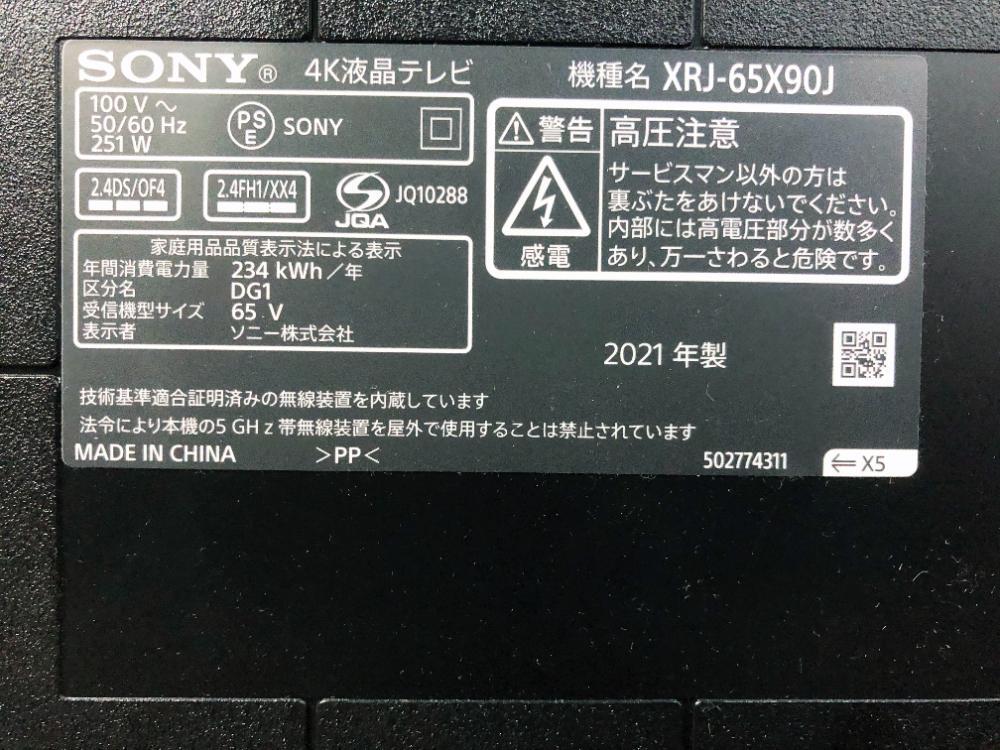 SONY® 4K液晶テレビ
機種名 XRJ-65X90J
100 V ～
50/60 Hz
251 W
PS
E
SONY
2.4DS/OF4
2.4FH1/XX4
JQA
JQ10288
警告
高圧注意
感電
サービスマン以外の方は
裏ぶたをあけないでください。
内部には高電圧部分が数多く
あり、万一さわると危険です。
家庭用品品質表示法による表示
年間消費電力量 234 kWh/年
区分名 DG1
受信機型サイズ 65 V
表示者 ソニー株式会社
2021 年製
技術基準適合証明済みの無線装置を内蔵しています
法令により本機の5 GHz帯無線装置を屋外で使用することは禁止されています
MADE IN CHINA >PP<
502774311
⇐ X5